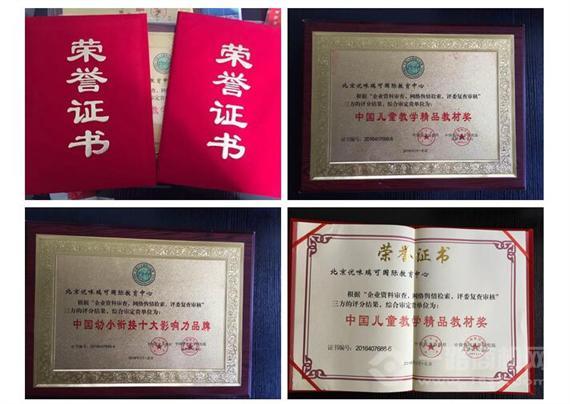 荣誉证书
荣誉证书
北京优咏瑞可国际教育中心
根据“企业资料审查，网络舆情检索，评委复查审核”
三方的评分结果，综合审定贵单位为：
中国儿童教学精品教材奖
北京优咏瑞可国际教育中心
根据“企业资料审查，网络舆情检索，评委复查审核”
三方的评分结果，综合审定贵单位为：
中国幼小衔接十大影响力品牌
荣誉证书
北京优咏瑞可国际教育中心
根据“企业资料审查，网络舆情检索，评委复查审核”
三方的评分结果，综合审定贵单位为：
中国儿童教学精品教材奖